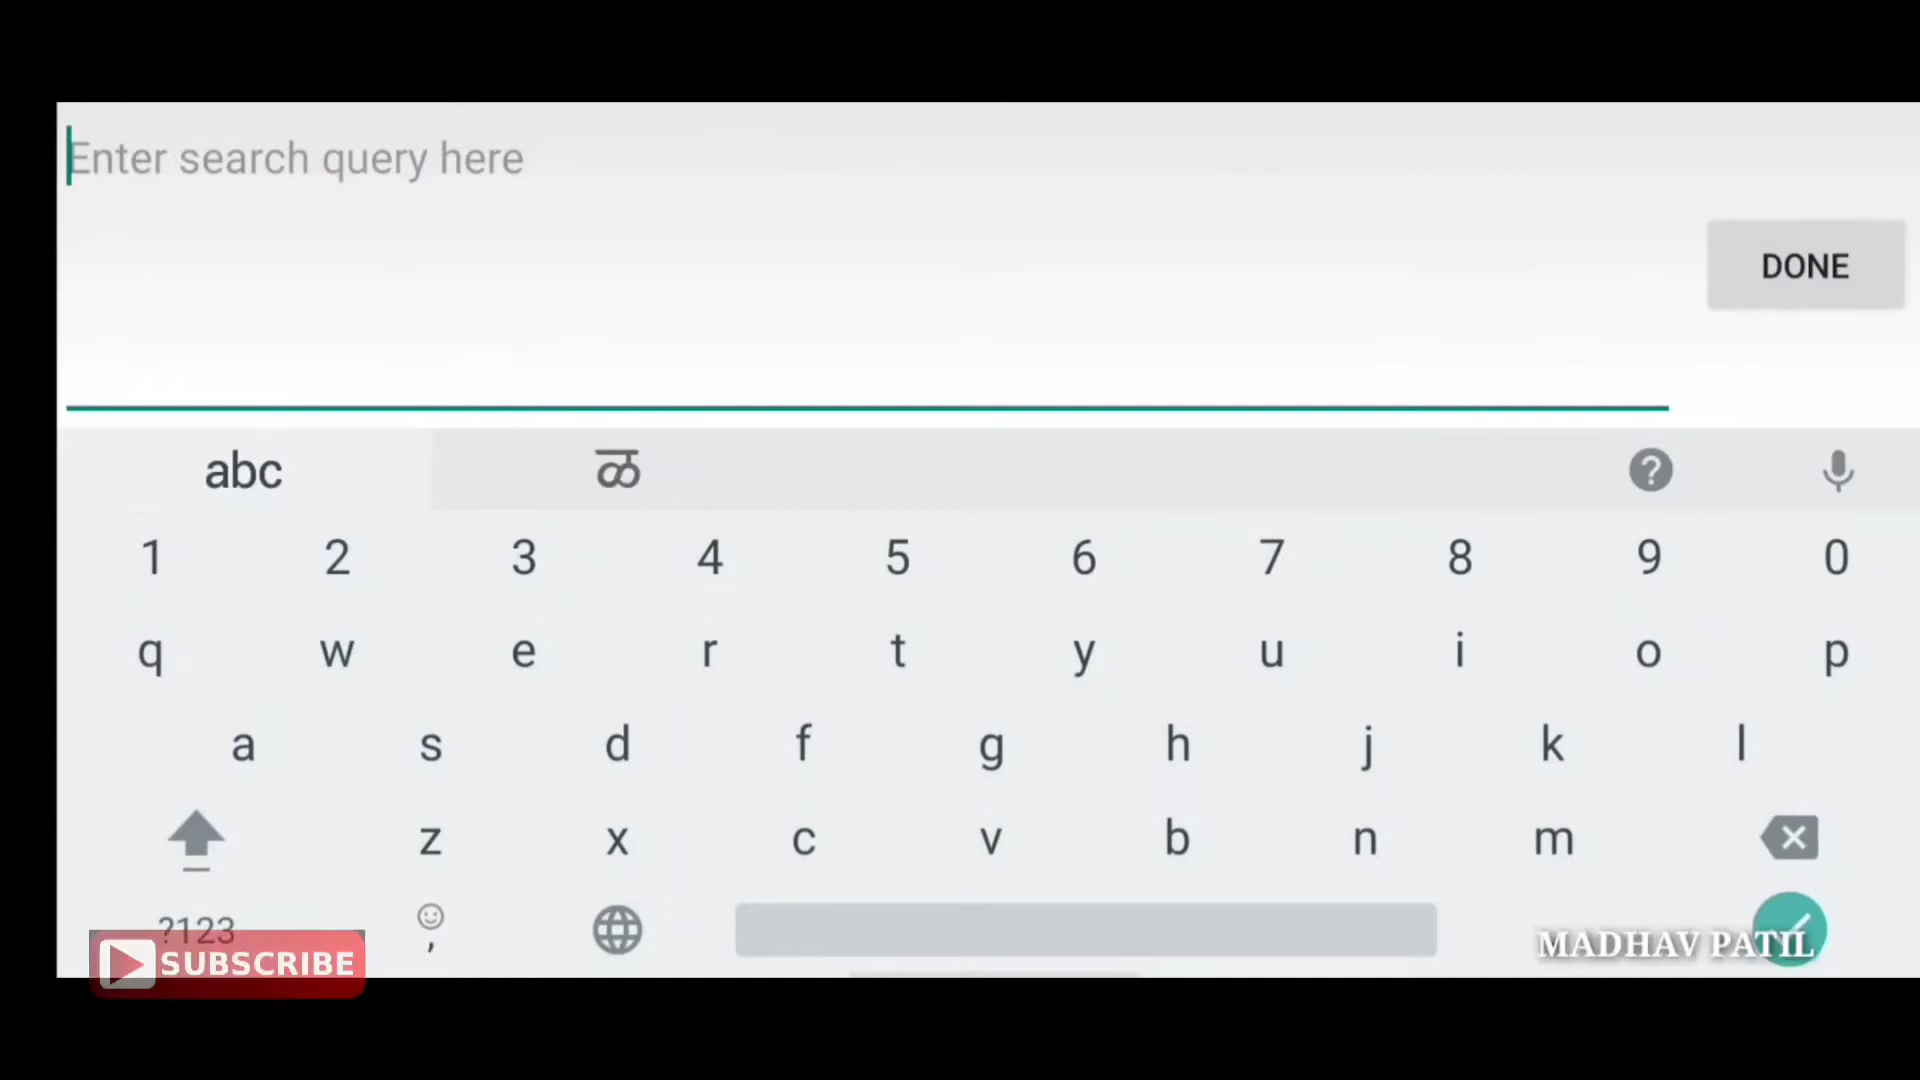 Enter search query here
DONE
abc ळ
1 2 3 4 5 6 7 8 9 0
q w e r t y u i o p
a s d f g h j k l
z x c v b n m
?123 ,
SUBSCRIBE
MADHAV PATIL